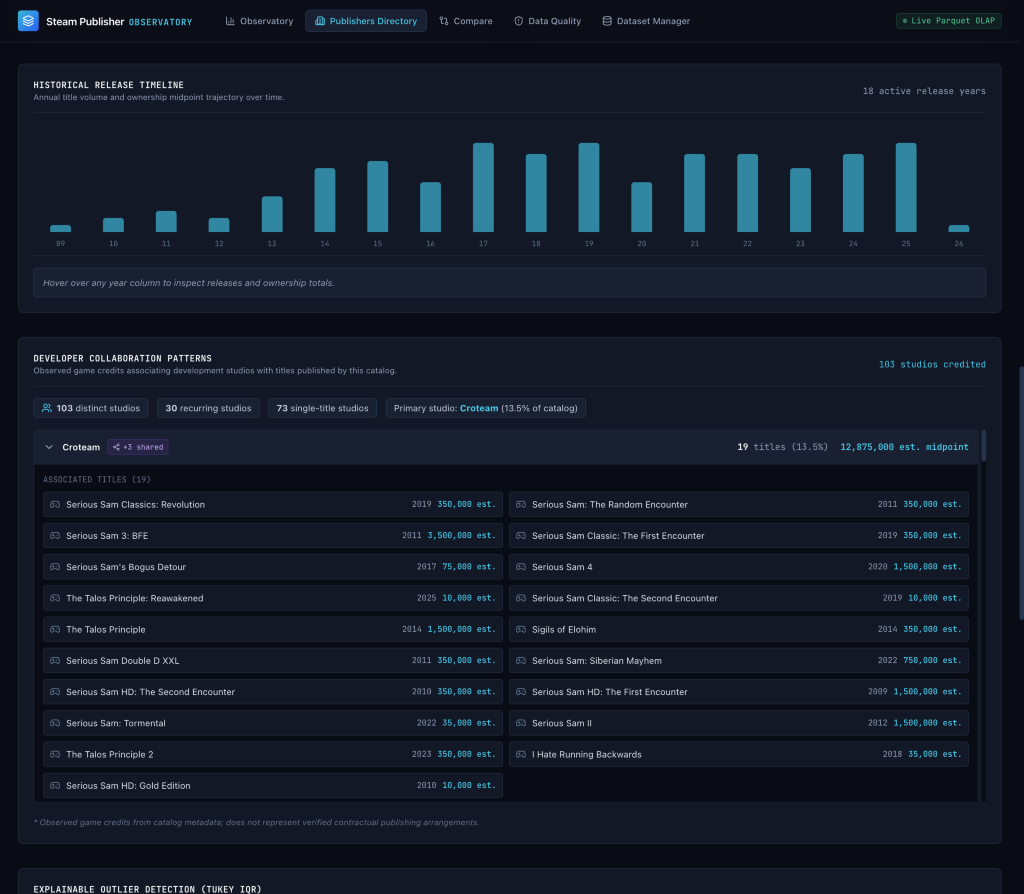 Steam Publisher OBSERVATORY
Observatory
Publishers Directory
Compare
Data Quality
Dataset Manager
Live Parquet OLAP
HISTORICAL RELEASE TIMELINE
Annual title volume and ownership midpoint trajectory over time.
18 active release years
09 10 11 12 13 14 15 16 17 18 19 20 21 22 23 24 25 26
Hover over any year column to inspect releases and ownership totals.
DEVELOPER COLLABORATION PATTERNS
Observed game credits associating development studios with titles published by this catalog.
103 studios credited
103 distinct studios
30 recurring studios
73 single-title studios
Primary studio: Croteam (13.5% of catalog)
Croteam +3 shared 19 titles (13.5%) 12,875,000 est. midpoint
ASSOCIATED TITLES (19)
Serious Sam Classics: Revolution 2019 350,000 est.
Serious Sam: The Random Encounter 2011 350,000 est.
Serious Sam 3: BFE 2011 3,500,000 est.
Serious Sam Classic: The First Encounter 2019 350,000 est.
Serious Sam's Bogus Detour 2017 75,000 est.
Serious Sam 4 2020 1,500,000 est.
The Talos Principle: Reawakened 2025 10,000 est.
Serious Sam Classic: The Second Encounter 2019 10,000 est.
The Talos Principle 2014 1,500,000 est.
Sigils of Elohim 2014 350,000 est.
Serious Sam Double D XXL 2011 350,000 est.
Serious Sam: Siberian Mayhem 2022 750,000 est.
Serious Sam HD: The Second Encounter 2010 350,000 est.
Serious Sam HD: The First Encounter 2009 1,500,000 est.
Serious Sam: Tormental 2022 35,000 est.
Serious Sam II 2012 1,500,000 est.
The Talos Principle 2 2023 350,000 est.
I Hate Running Backwards 2018 35,000 est.
Serious Sam HD: Gold Edition 2010 10,000 est.
* Observed game credits from catalog metadata; does not represent verified contractual publishing arrangements.
EXPLAINABLE OUTLIER DETECTION (TUKEY IQR)